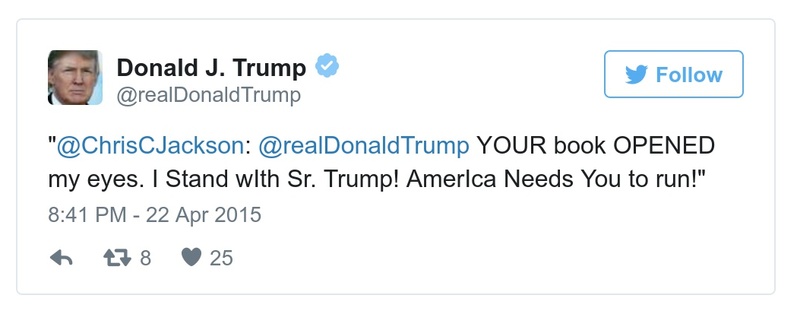 Donald J. Trump
@realDonaldTrump
Follow
"@ChrisCJackson: @realDonaldTrump YOUR book OPENED
my eyes. I Stand wIth Sr. Trump! AmerIca Needs You to run!"
8:41 PM - 22 Apr 2015
8 25